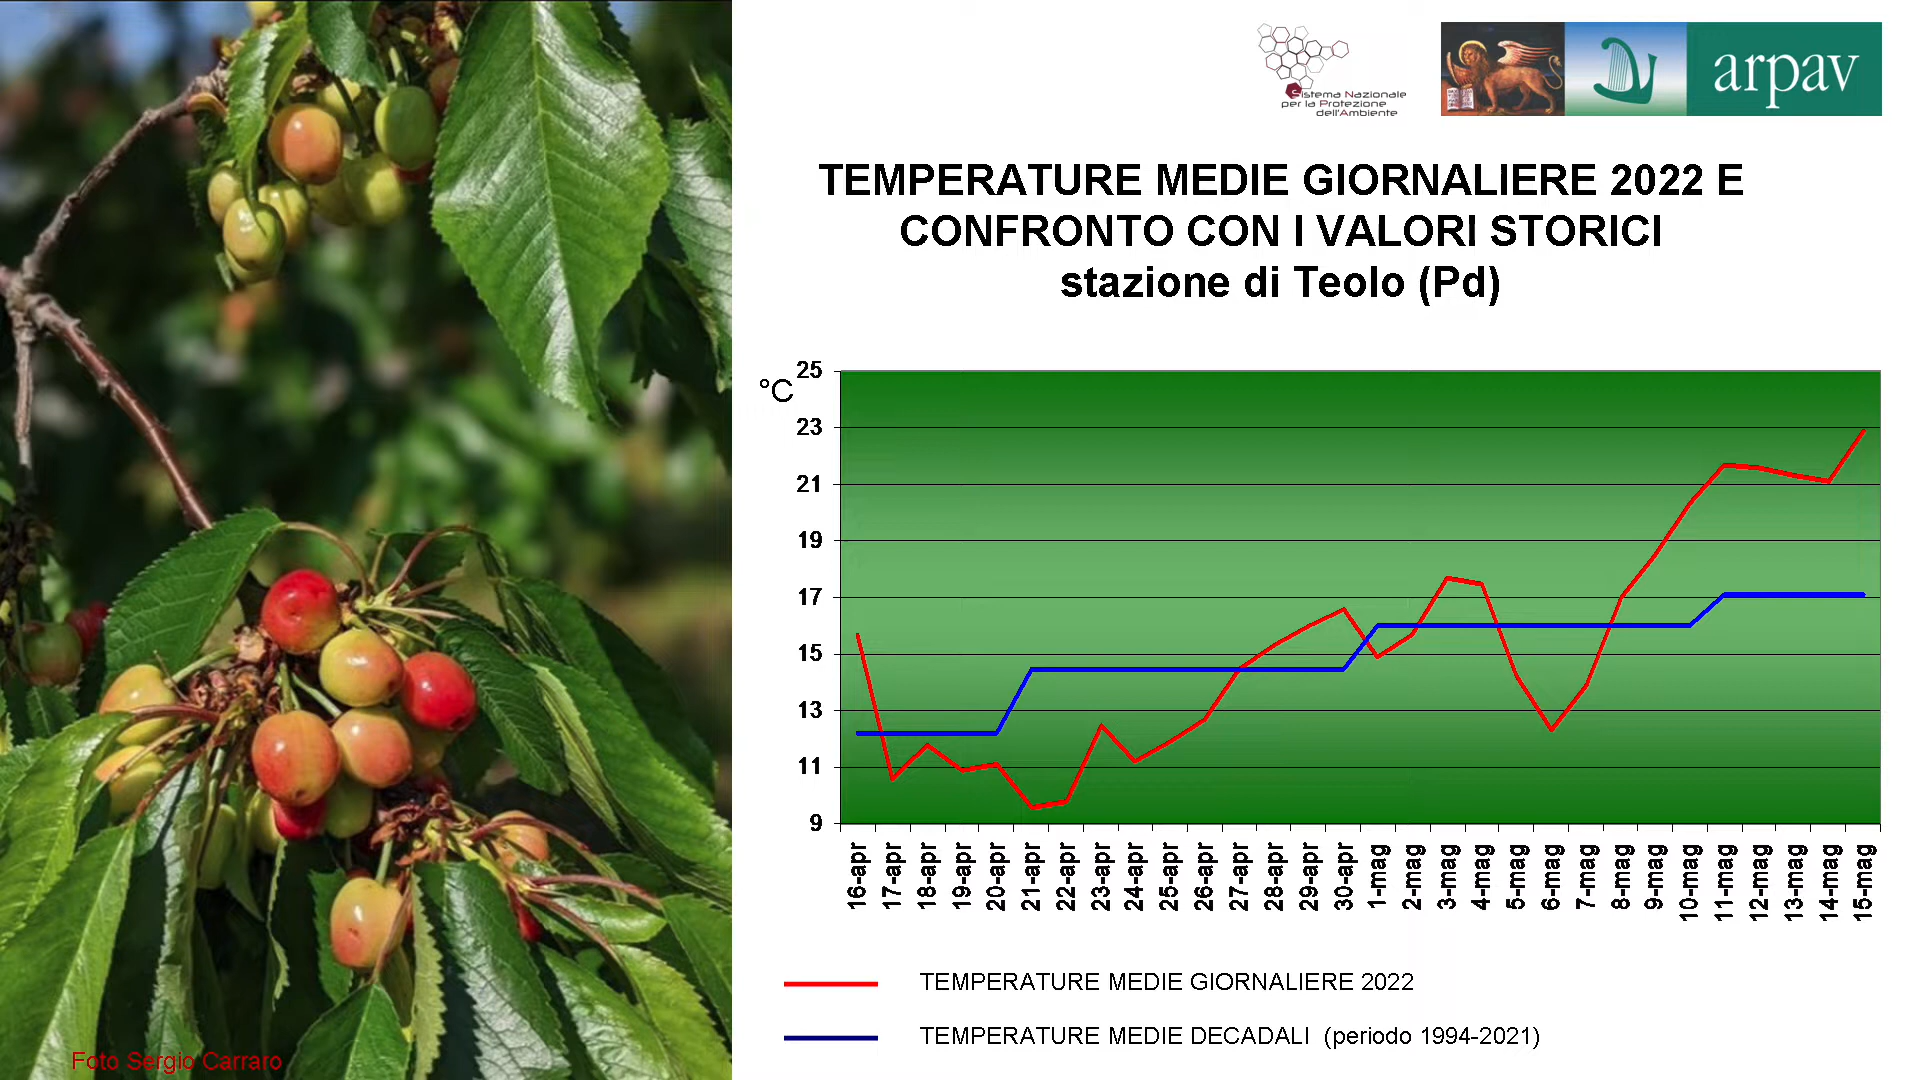 Sistema Nazionale
per la Protezione
dell'Ambiente
arpav
TEMPERATURE MEDIE GIORNALIERE 2022 E
CONFRONTO CON I VALORI STORICI
stazione di Teolo (Pd)
°C
25
23
21
19
17
15
13
11
9
16-apr
17-apr
18-apr
19-apr
20-apr
21-apr
22-apr
23-apr
24-apr
25-apr
26-apr
27-apr
28-apr
29-apr
30-apr
1-mag
2-mag
3-mag
4-mag
5-mag
6-mag
7-mag
8-mag
9-mag
10-mag
11-mag
12-mag
13-mag
14-mag
15-mag
TEMPERATURE MEDIE GIORNALIERE 2022
TEMPERATURE MEDIE DECADALI (periodo 1994-2021)
Foto Sergio Carraro